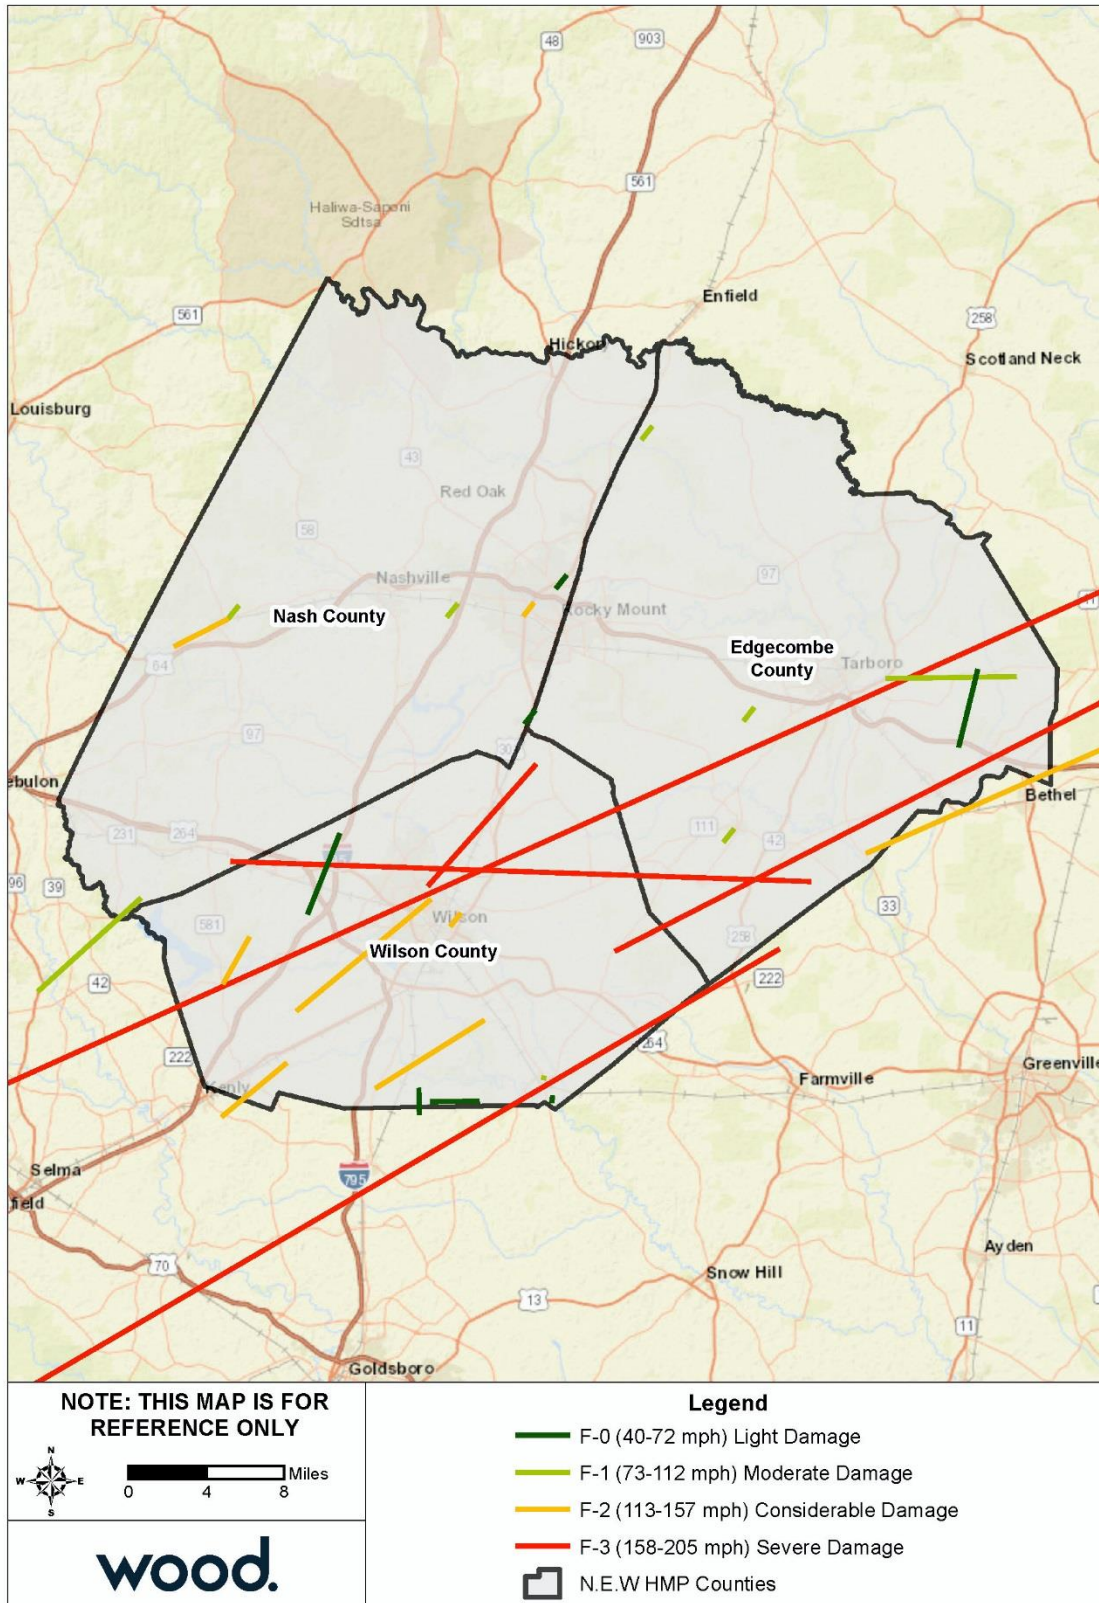 48
903
561
Haliwa-Saponi
Sdtsa
Enfield
561
258
Hickory
Scotland Neck
Louisburg
43
Red Oak
58
97
Nashville
Rocky Mount
11
Nash County
Edgecombe
County
Tarboro
64
97
301
ebulon
Bethel
231
264
111
42
96
39
33
581
Wilson
Wilson County
258
42
222
222
264
Kenly
Farmville
Greenville
Selma
795
field
70
Ayden
Snow Hill
13
11
Goldsboro
NOTE: THIS MAP IS FOR
REFERENCE ONLY
N
W
E
S
Miles
0
4
8
wood.
Legend
F-0 (40-72 mph) Light Damage
F-1 (73-112 mph) Moderate Damage
F-2 (113-157 mph) Considerable Damage
F-3 (158-205 mph) Severe Damage
N.E.W HMP Counties